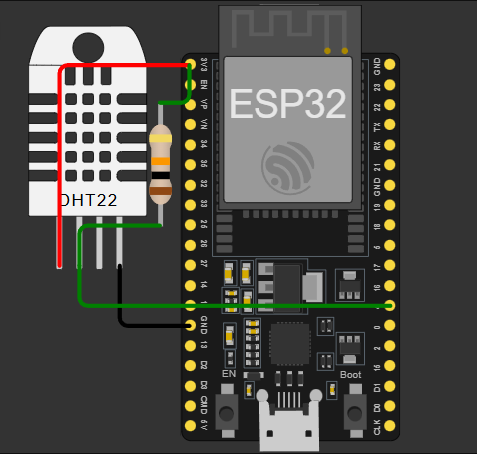 ESP32
DHT22
3V3
EN
VP
VN
34
35
32
33
25
26
27
14
GND
13
D2
D3
CMD
5V
GND
23
22
TX
RX
21
GND
19
18
5
17
16
0
2
15
D1
D0
CLK
EN
Boot